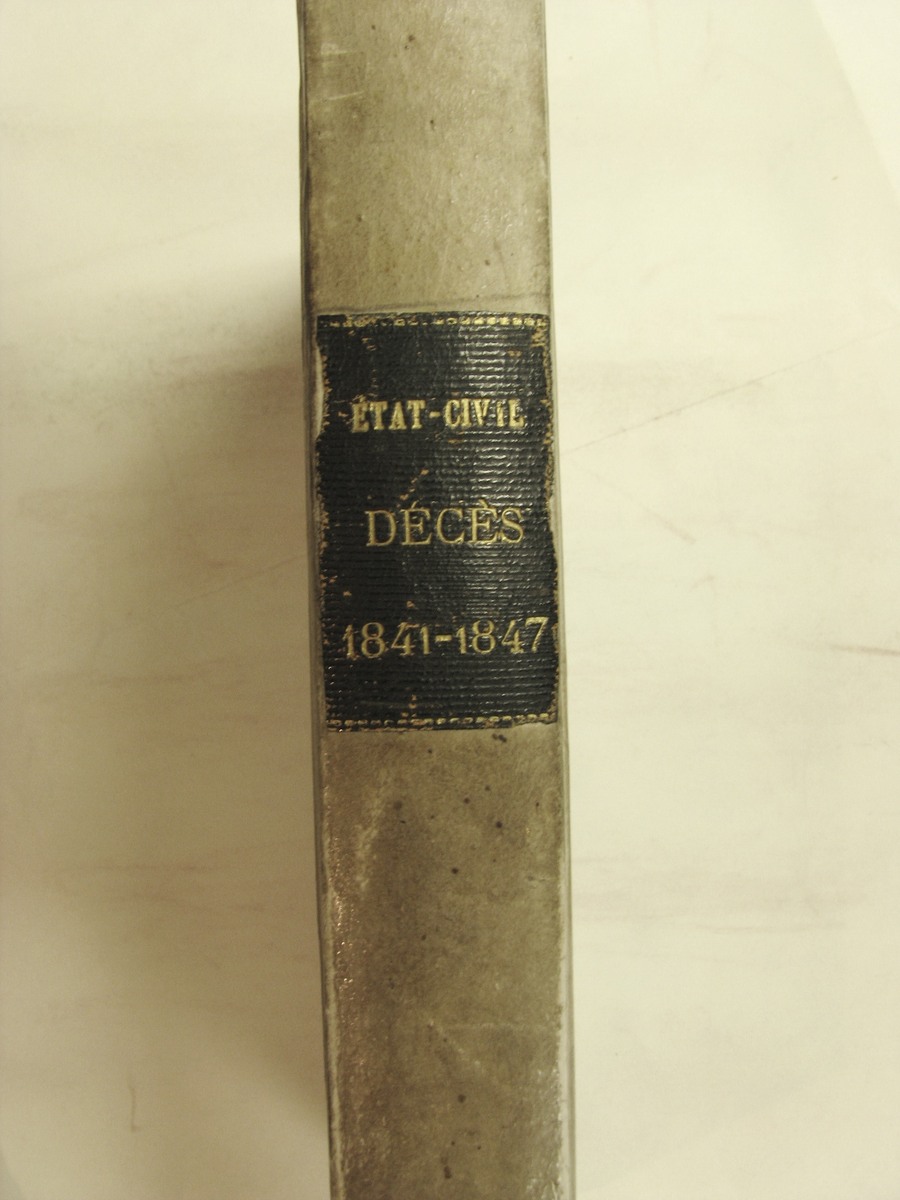 ÉTAT-CIVIL
DÉCÈS
1841-1847